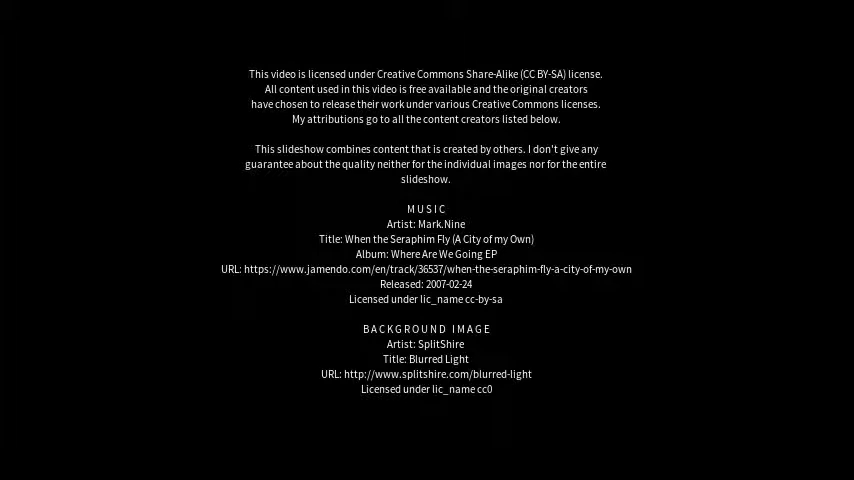 This video is licensed under Creative Commons Share-Alike (CC BY-SA) license.
All content used in this video is free available and the original creators
have chosen to release their work under various Creative Commons licenses.
My attributions go to all the content creators listed below.
This slideshow combines content that is created by others. I don't give any
guarantee about the quality neither for the individual images nor for the entire
slideshow.
MUSIC
Artist: Mark.Nine
Title: When the Seraphim Fly (A City of my Own)
Album: Where Are We Going EP
URL: https://www.jamendo.com/en/track/36537/when-the-seraphim-fly-a-city-of-my-own
Released: 2007-02-24
Licensed under lic_name cc-by-sa
BACKGROUND IMAGE
Artist: SplitShire
Title: Blurred Light
URL: http://www.splitshire.com/blurred-light
Licensed under lic_name cc0